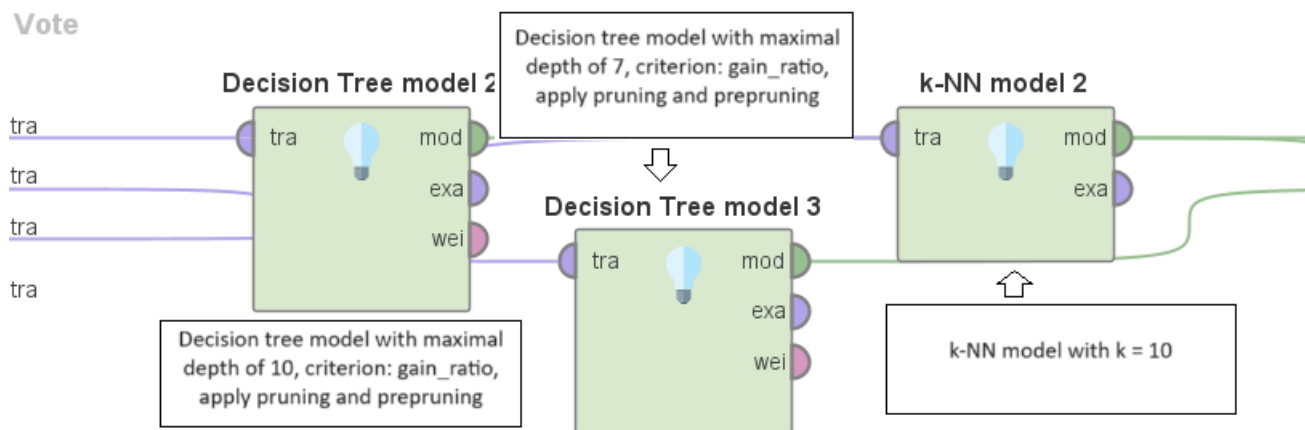 Vote
Decision tree model with maximal
depth of 7, criterion: gain_ratio,
apply pruning and prepruning
Decision Tree model 2
k-NN model 2
tra
tra
mod
tra
mod
tra
exa
exa
tra
wei
Decision Tree model 3
tra
mod
tra
exa
wei
Decision tree model with maximal
depth of 10, criterion: gain_ratio,
apply pruning and prepruning
k-NN model with k = 10